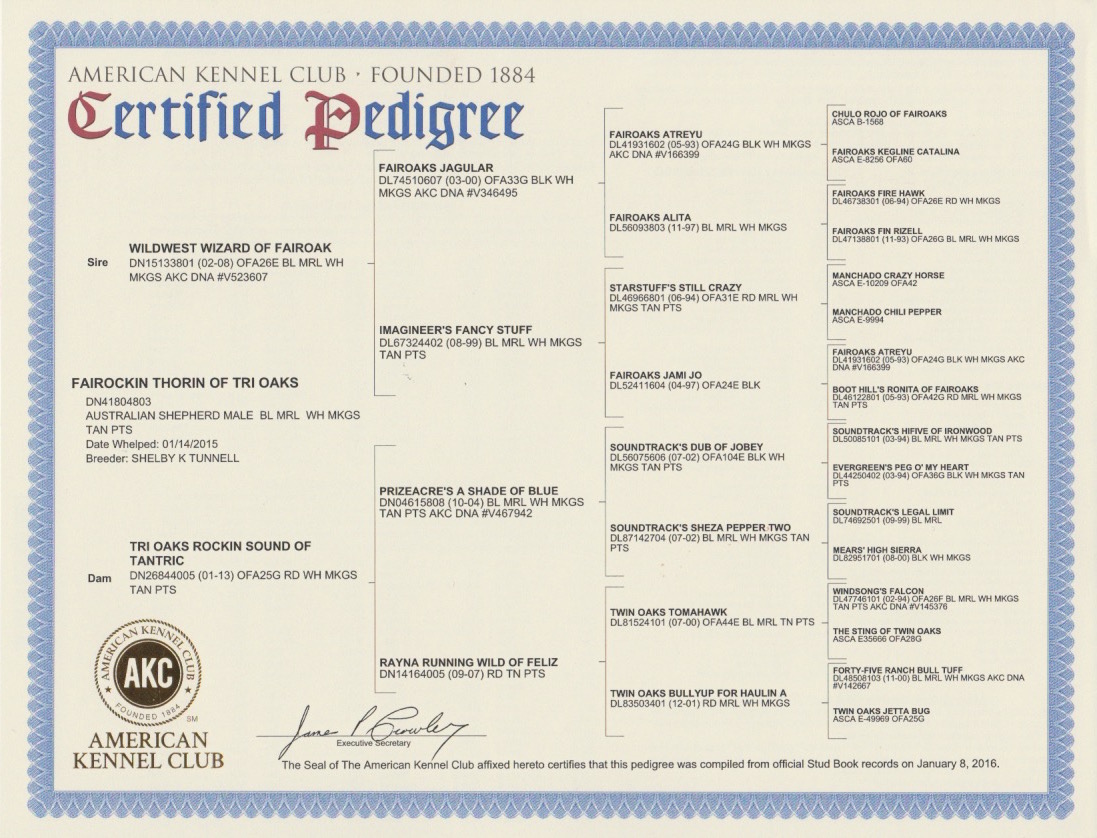 AMERICAN KENNEL CLUB · FOUNDED 1884
Certified Pedigree
Sire
WILDWEST WIZARD OF FAIROAK
DN15133801 (02-08) OFA26E BL MRL WH
MKGS AKC DNA #V523607
FAIROCKIN THORIN OF TRI OAKS
DN41804803
AUSTRALIAN SHEPHERD MALE BL MRL WH MKGS
TAN PTS
Date Whelped: 01/14/2015
Breeder: SHELBY K TUNNELL
Dam
TRI OAKS ROCKIN SOUND OF
TANTRIC
DN26844005 (01-13) OFA25G RD WH MKGS
TAN PTS
FAIROAKS JAGULAR
DL74510607 (03-00) OFA33G BLK WH
MKGS AKC DNA #V346495
IMAGINEER'S FANCY STUFF
DL67324402 (08-99) BL MRL WH MKGS
TAN PTS
PRIZEACRE'S A SHADE OF BLUE
DN04615808 (10-04) BL MRL WH MKGS
TAN PTS AKC DNA #V467942
RAYNA RUNNING WILD OF FELIZ
DN14164005 (09-07) RD TN PTS
FAIROAKS ATREYU
DL41931602 (05-93) OFA24G BLK WH MKGS
AKC DNA #V166399
FAIROAKS ALITA
DL56093803 (11-97) BL MRL WH MKGS
STARSTUFF'S STILL CRAZY
DL46966801 (06-94) OFA31E RD MRL WH
MKGS TAN PTS
FAIROAKS JAMI JO
DL52411604 (04-97) OFA24E BLK
SOUNDTRACK'S DUB OF JOBEY
DL56075606 (07-02) OFA104E BLK WH
MKGS TAN PTS
SOUNDTRACK'S SHEZA PEPPER TWO
DL87142704 (07-02) BL MRL WH MKGS TAN
PTS
TWIN OAKS TOMAHAWK
DL81524101 (07-00) OFA44E BL MRL TN PTS
TWIN OAKS BULLYUP FOR HAULIN A
DL83503401 (12-01) RD MRL WH MKGS
CHULO ROJO OF FAIROAKS
ASCA B-1568
FAIROAKS KEGLINE CATALINA
ASCA E-8256 OFA60
FAIROAKS FIRE HAWK
DL46738301 (06-94) OFA26E RD WH MKGS
FAIROAKS FIN RIZELL
DL47138801 (11-93) OFA26G BL MRL WH MKGS
MANCHADO CRAZY HORSE
ASCA E-10209 OFA42
MANCHADO CHILI PEPPER
ASCA E-9994
FAIROAKS ATREYU
DL41931602 (05-93) OFA24G BLK WH MKGS AKC
DNA #V166399
BOOT HILL'S RONITA OF FAIROAKS
DL46122801 (05-93) OFA42G RD MRL WH MKGS
TAN PTS
SOUNDTRACK'S HIFIVE OF IRONWOOD
DL50085101 (03-94) BL MRL WH MKGS TAN PTS
EVERGREEN'S PEG O' MY HEART
DL44250402 (03-94) OFA36G BLK WH MKGS TAN
PTS
SOUNDTRACK'S LEGAL LIMIT
DL74692501 (09-99) BL MRL
MEARS' HIGH SIERRA
DL82951701 (08-00) BLK WH MKGS
WINDSONG'S FALCON
DL47746101 (02-94) OFA26F BL MRL WH MKGS
TAN PTS AKC DNA #V145376
THE STING OF TWIN OAKS
ASCA E35666 OFA28G
FORTY-FIVE RANCH BULL TUFF
DL48508103 (11-00) BL MRL WH MKGS AKC DNA
#V142667
TWIN OAKS JETTA BUG
ASCA E-49969 OFA25G
AMERICAN KENNEL CLUB
AKC
FOUNDED 1884
SM
AMERICAN
KENNEL CLUB
James P Crowley
Executive Secretary
The Seal of The American Kennel Club affixed hereto certifies that this pedigree was compiled from official Stud Book records on January 8, 2016.